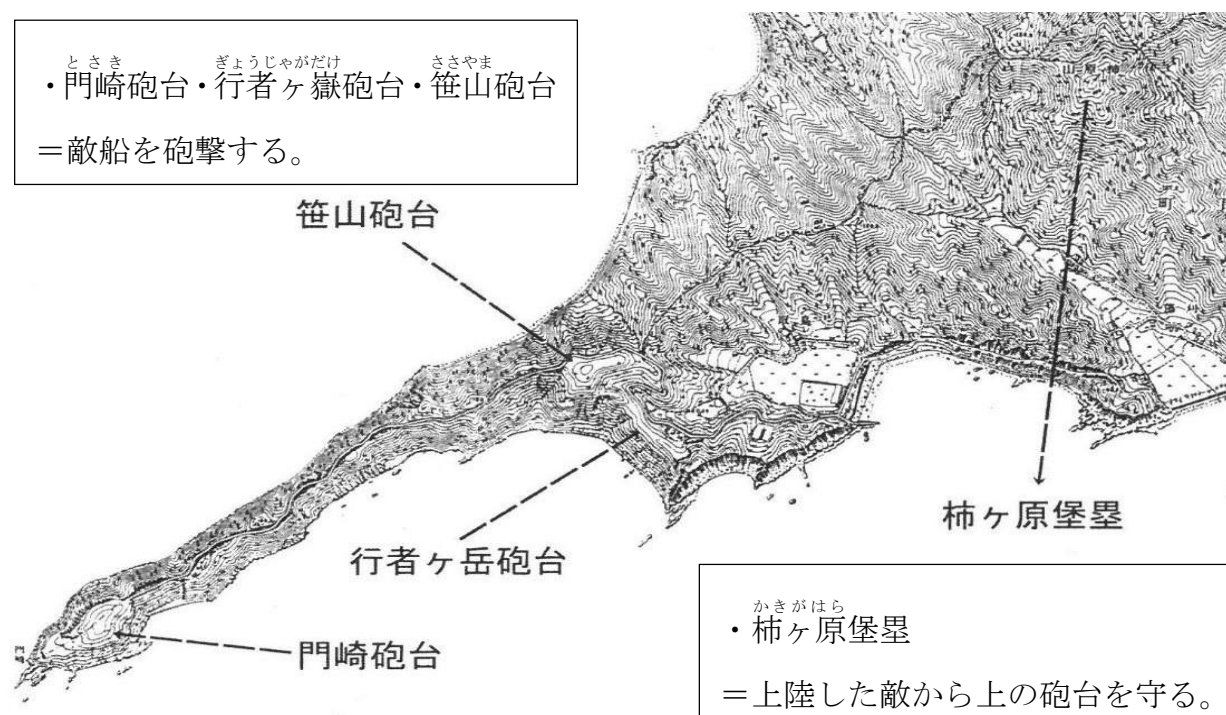 とさき ぎょうじゃがだけ ささやま
・門崎砲台・行者ヶ嶽砲台・笹山砲台
＝敵船を砲撃する。
笹山砲台
柿ヶ原堡塁
行者ヶ岳砲台
門崎砲台
かきがはら
・柿ヶ原堡塁
＝上陸した敵から上の砲台を守る。